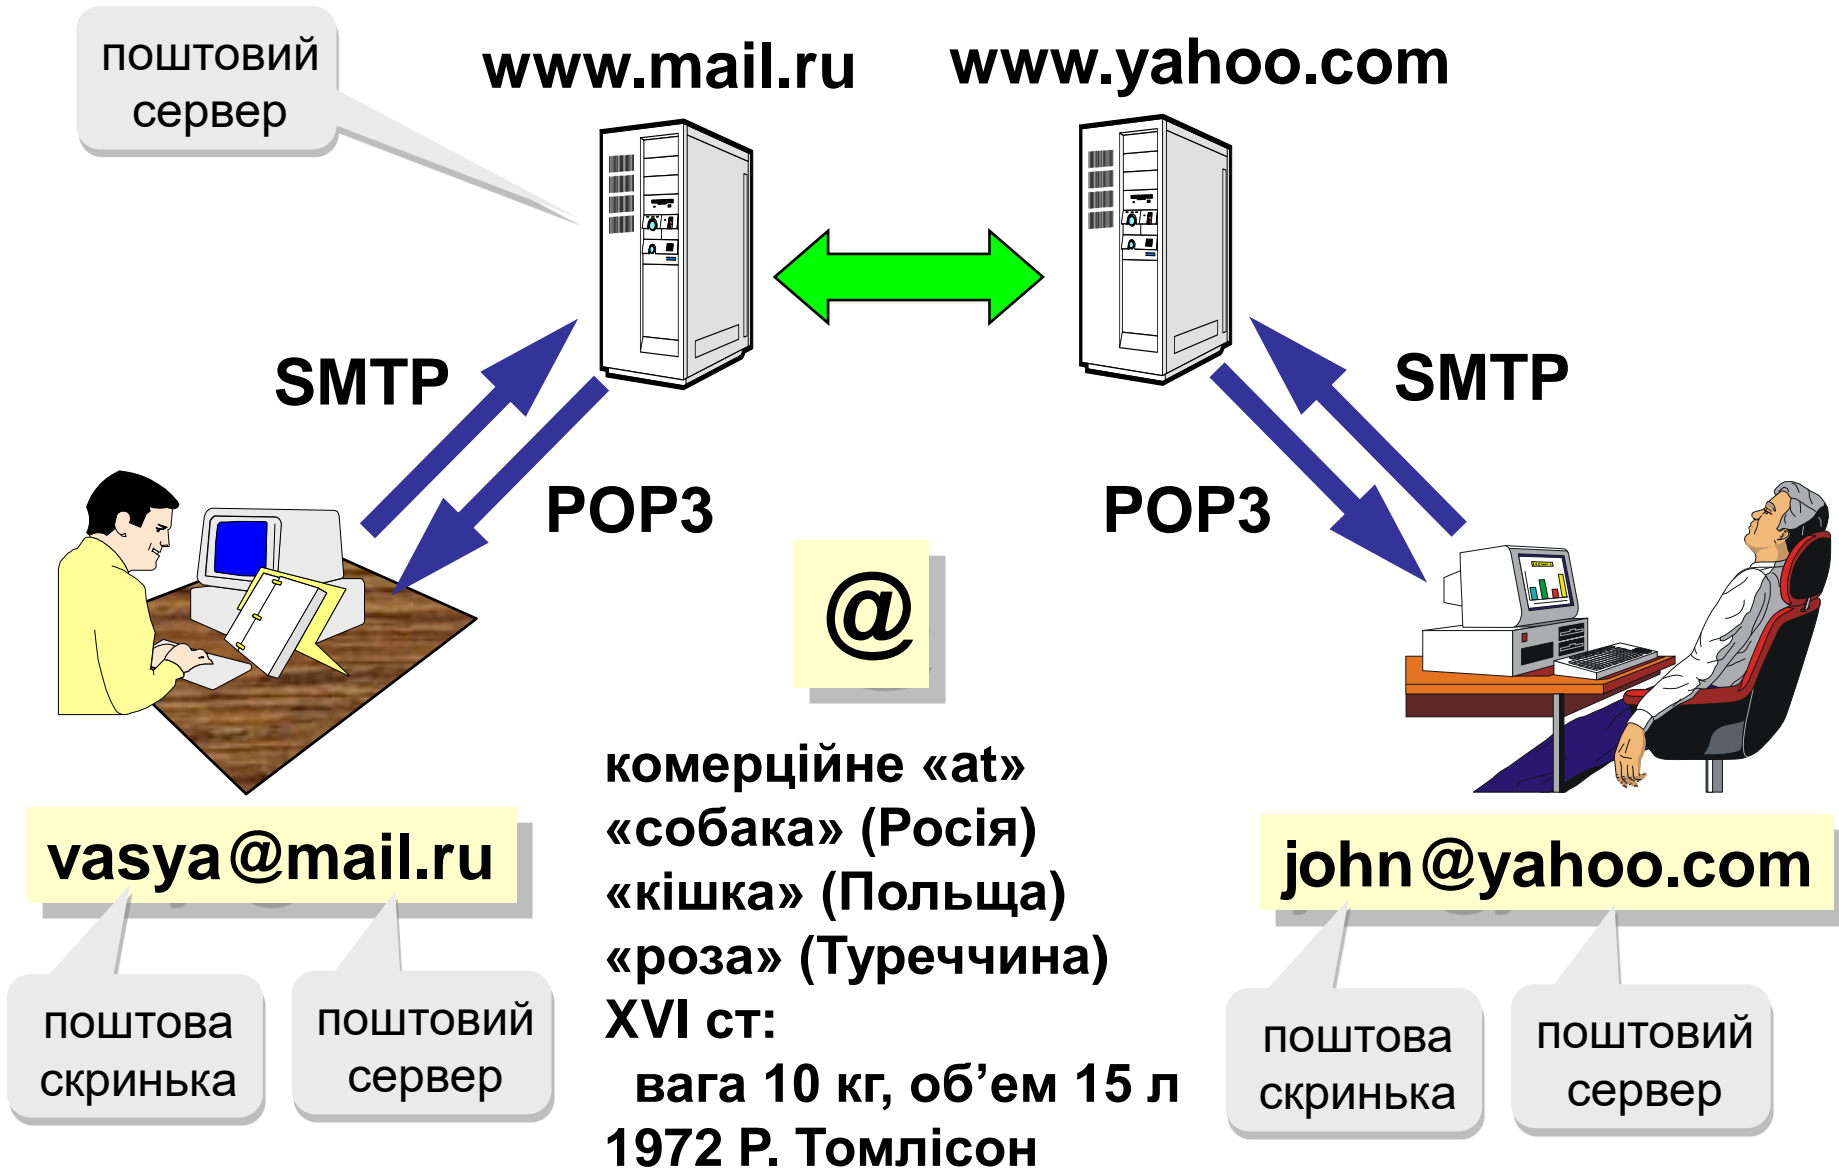 поштовий
сервер
www.mail.ru
www.yahoo.com
SMTP
POP3
SMTP
POP3
@
комерційне «at»
«собака» (Росія)
«кішка» (Польща)
«роза» (Туреччина)
XVI ст:
вага 10 кг, об’ем 15 л
1972 Р. Томлісон
vasya@mail.ru
поштова
скринька
поштовий
сервер
john@yahoo.com
поштова
скринька
поштовий
сервер